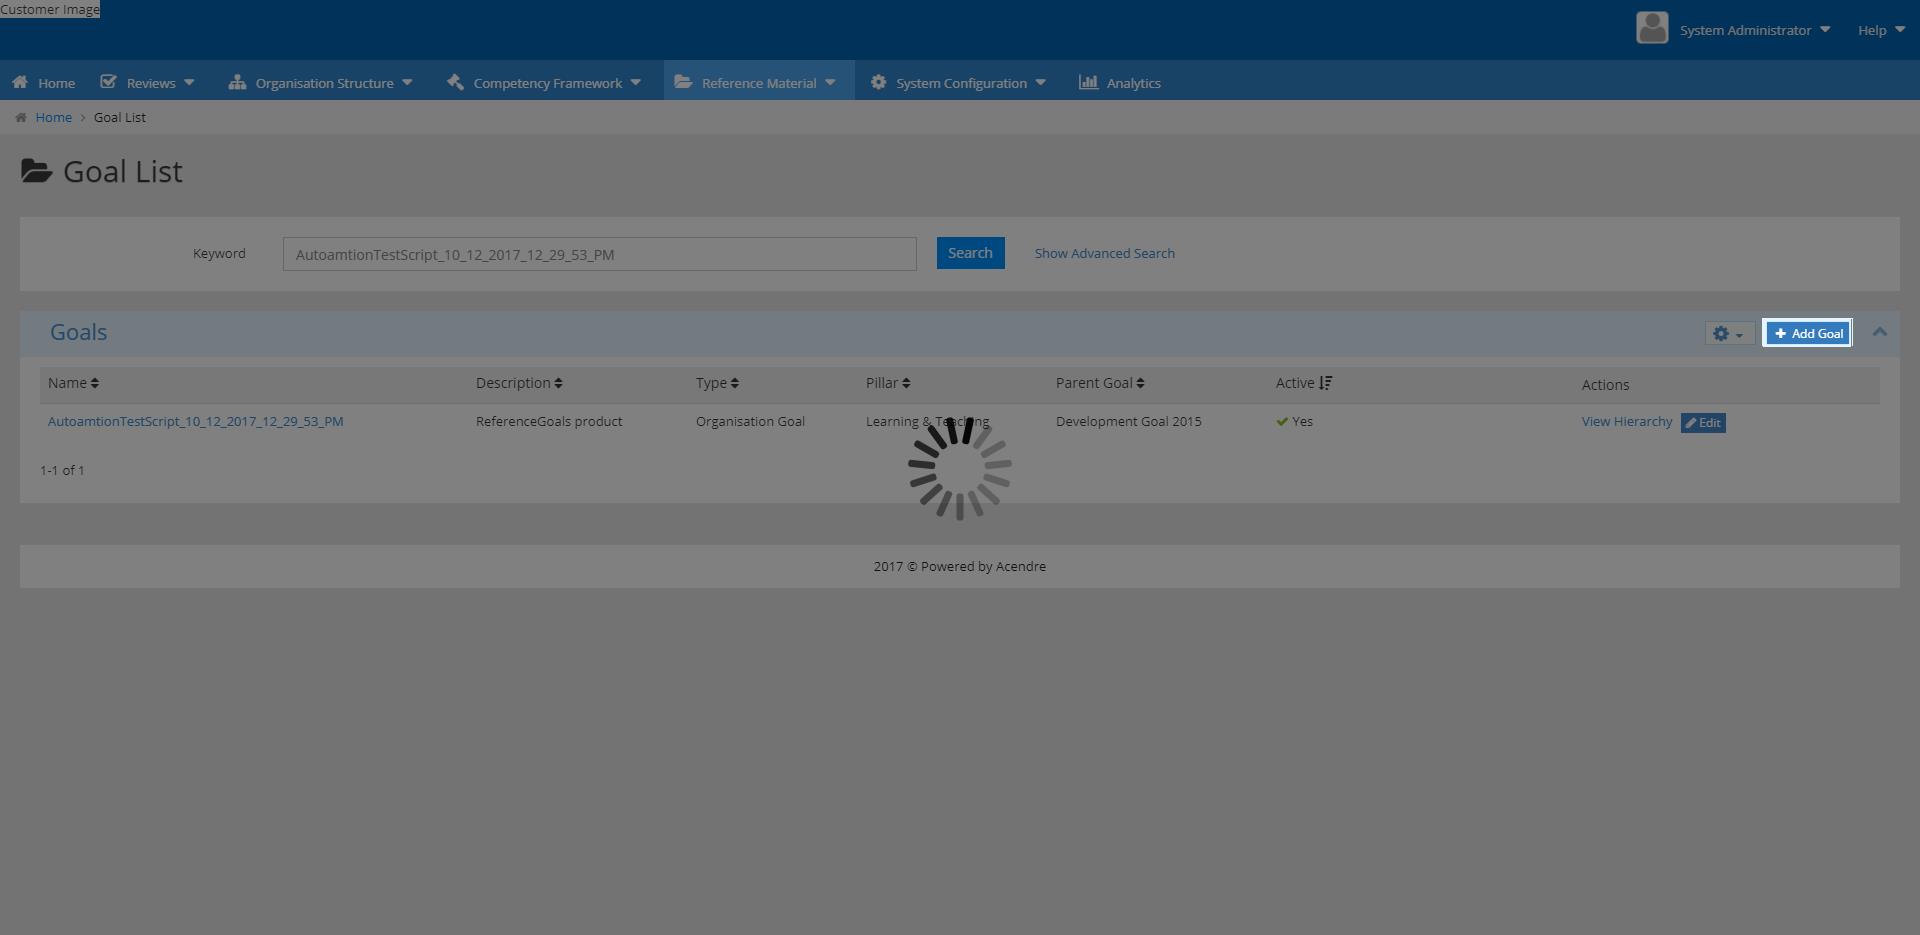 Customer Image
System Administrator Help
Home Reviews Organisation Structure Competency Framework Reference Material System Configuration Analytics
Home > Goal List
Goal List
Keyword AutoamtionTestScript_10_12_2017_12_29_53_PM Search Show Advanced Search
Goals + Add Goal
Name Description Type Pillar Parent Goal Active Actions
AutoamtionTestScript_10_12_2017_12_29_53_PM ReferenceGoals product Organisation Goal Learning & Teaching Development Goal 2015 Yes View Hierarchy Edit
1-1 of 1
2017 © Powered by Acendre